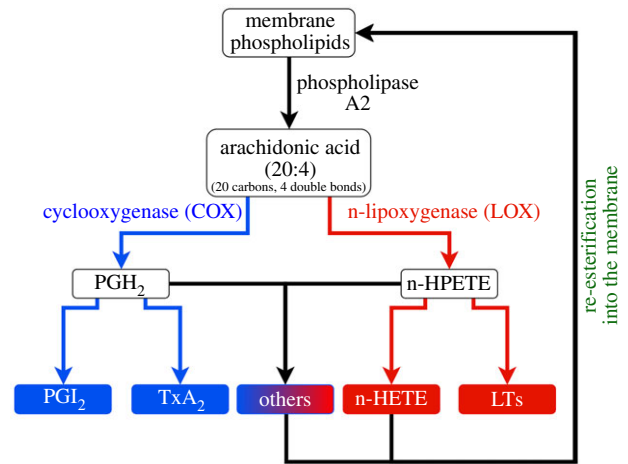 membrane
phospholipids
phospholipase
A2
arachidonic acid
(20:4)
(20 carbons, 4 double bonds)
cyclooxygenase (COX)
n-lipoxygenase (LOX)
PGH2
n-HPETE
re-esterification
into the membrane
PGI2
TxA2
others
n-HETE
LTs